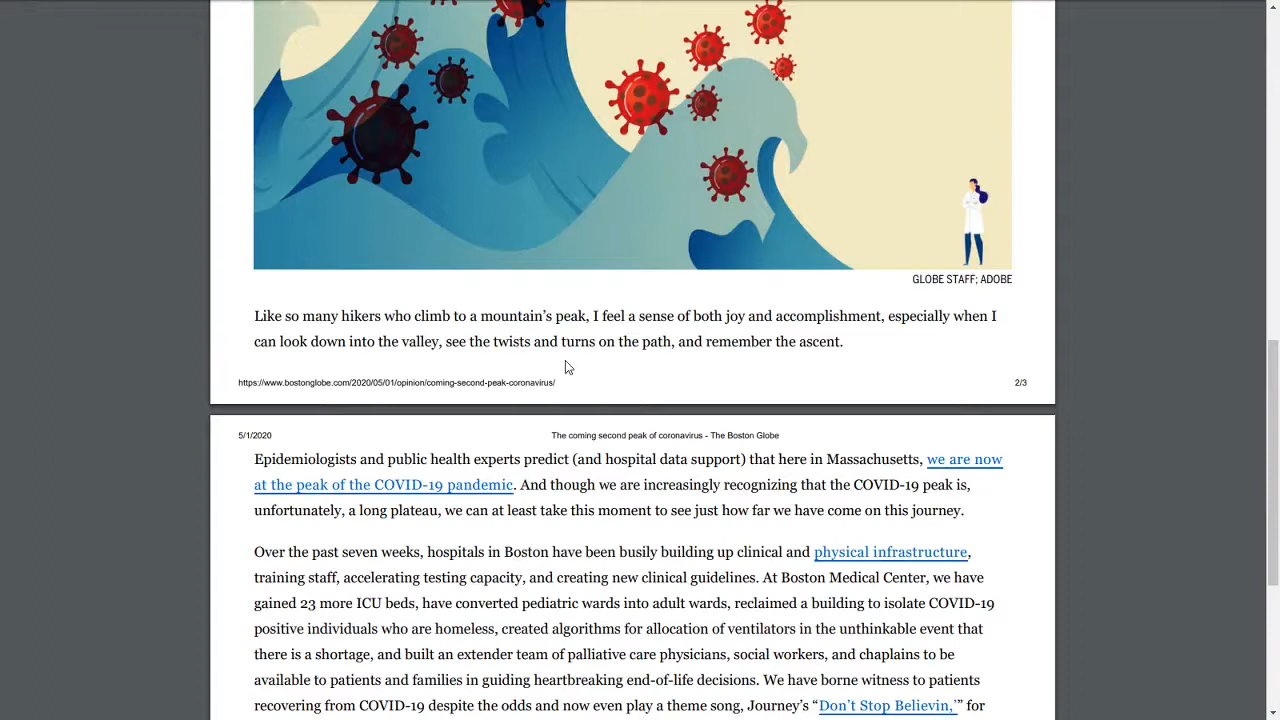 GLOBE STAFF; ADOBE
Like so many hikers who climb to a mountain’s peak, I feel a sense of both joy and accomplishment, especially when I
can look down into the valley, see the twists and turns on the path, and remember the ascent.
https://www.bostonglobe.com/2020/05/01/opinion/coming-second-peak-coronavirus/ 2/3
5/1/2020 The coming second peak of coronavirus - The Boston Globe
Epidemiologists and public health experts predict (and hospital data support) that here in Massachusetts, we are now
at the peak of the COVID-19 pandemic. And though we are increasingly recognizing that the COVID-19 peak is,
unfortunately, a long plateau, we can at least take this moment to see just how far we have come on this journey.
Over the past seven weeks, hospitals in Boston have been busily building up clinical and physical infrastructure,
training staff, accelerating testing capacity, and creating new clinical guidelines. At Boston Medical Center, we have
gained 23 more ICU beds, have converted pediatric wards into adult wards, reclaimed a building to isolate COVID-19
positive individuals who are homeless, created algorithms for allocation of ventilators in the unthinkable event that
there is a shortage, and built an extender team of palliative care physicians, social workers, and chaplains to be
available to patients and families in guiding heartbreaking end-of-life decisions. We have borne witness to patients
recovering from COVID-19 despite the odds and now even play a theme song, Journey’s “Don’t Stop Believin,’” for